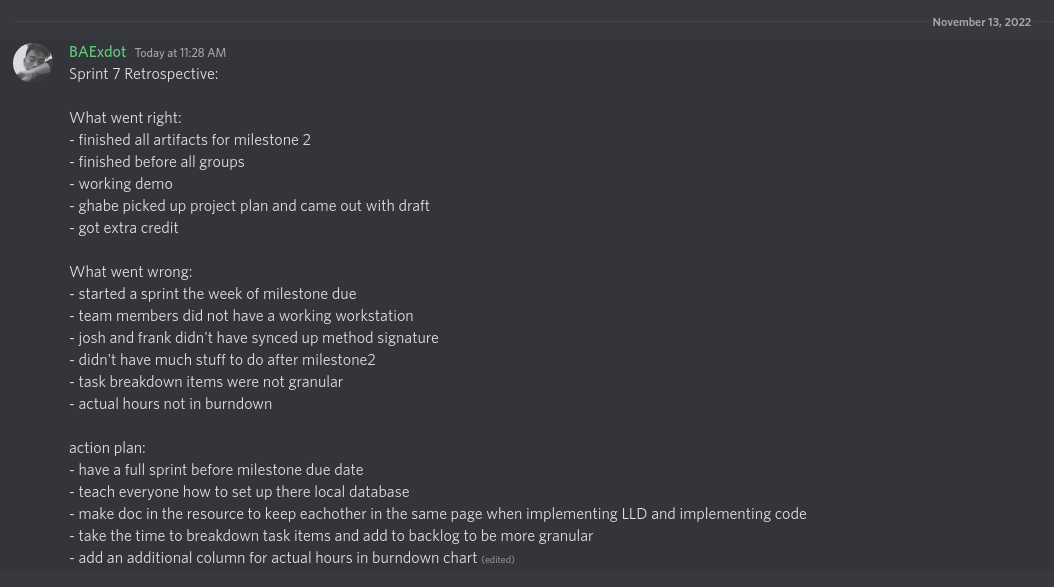 November 13, 2022
BAExdot Today at 11:28 AM
Sprint 7 Retrospective:
What went right:
- finished all artifacts for milestone 2
- finished before all groups
- working demo
- ghabe picked up project plan and came out with draft
- got extra credit
What went wrong:
- started a sprint the week of milestone due
- team members did not have a working workstation
- josh and frank didn't have synced up method signature
- didn't have much stuff to do after milestone2
- task breakdown items were not granular
- actual hours not in burndown
action plan:
- have a full sprint before milestone due date
- teach everyone how to set up there local database
- make doc in the resource to keep eachother in the same page when implementing LLD and implementing code
- take the time to breakdown task items and add to backlog to be more granular
- add an additional column for actual hours in burndown chart (edited)